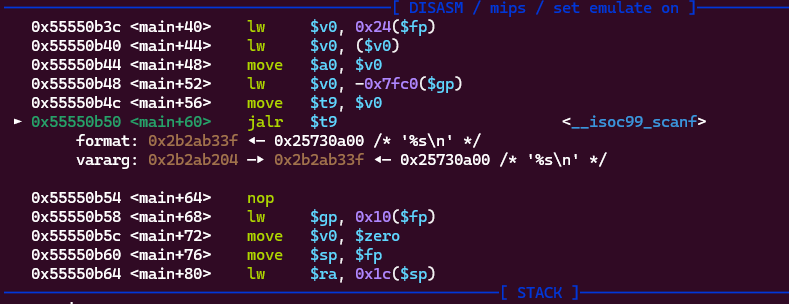 [ DISASM / mips / set emulate on ]
0x55550b3c <main+40> lw $v0, 0x24($fp)
0x55550b40 <main+44> lw $v0, ($v0)
0x55550b44 <main+48> move $a0, $v0
0x55550b48 <main+52> lw $v0, -0x7fc0($gp)
0x55550b4c <main+56> move $t9, $v0
► 0x55550b50 <main+60> jalr $t9 <__isoc99_scanf>
format: 0x2b2ab33f ◂— 0x25730a00 /* '%s\n' */
vararg: 0x2b2ab204 —▸ 0x2b2ab33f ◂— 0x25730a00 /* '%s\n' */
0x55550b54 <main+64> nop
0x55550b58 <main+68> lw $gp, 0x10($fp)
0x55550b5c <main+72> move $v0, $zero
0x55550b60 <main+76> move $sp, $fp
0x55550b64 <main+80> lw $ra, 0x1c($sp)
[ STACK ]